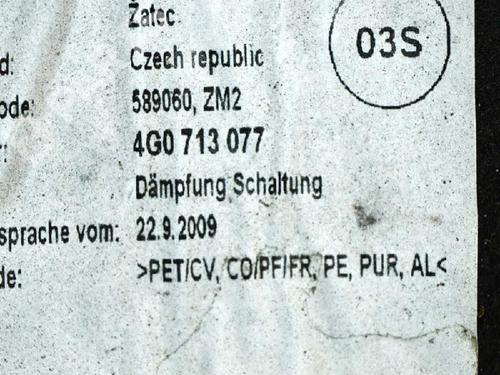 Žatec
03S
d: Czech republic
ode: 589060, ZM2
r: 4G0 713 077
Dämpfung Schaltung
sprache vom: 22.9.2009
de: >PET/CV, CO/PF/FR, PE, PUR, AL<